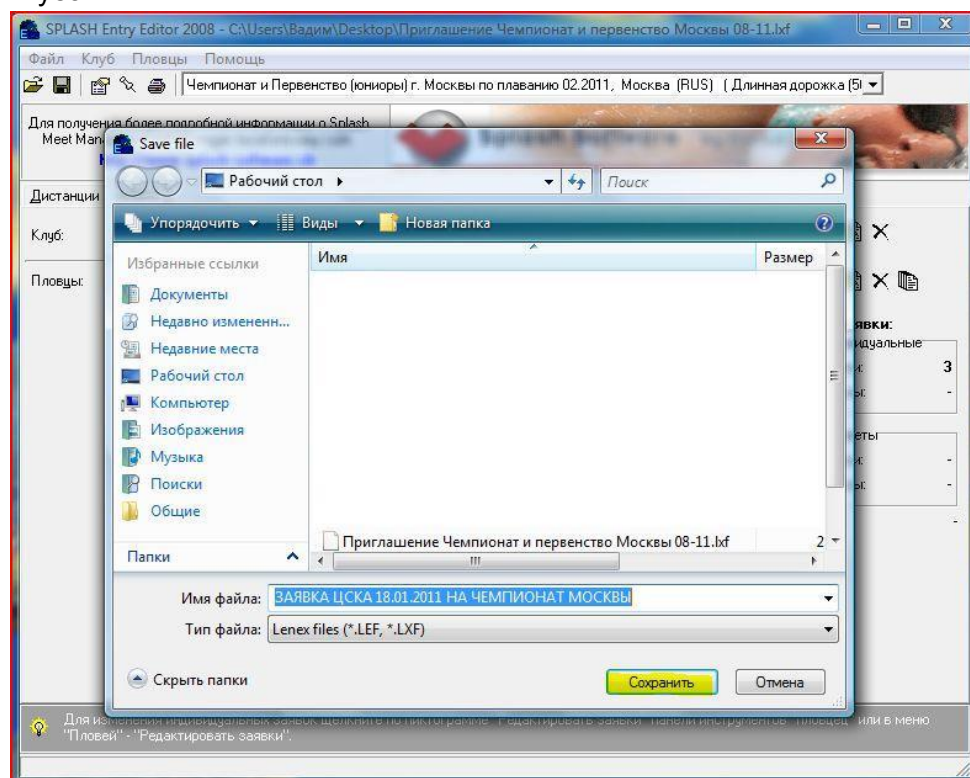 SPLASH Entry Editor 2008 - C:\Users\Вадим\Desktop\Приглашение Чемпионат и первенство Москвы 08-11.lxf
Файл Клуб Пловцы Помощь
Чемпионат и Первенство (юниоры) г. Москвы по плаванию 02.2011, Москва (RUS) ( Длинная дорожка (5
Для получения более подробной информации о Splash
Meet Man
Save file
Рабочий стол
Поиск
Дистанции
Упорядочить Виды Новая папка
Клуб:
Избранные ссылки
Имя Размер
Пловцы:
Документы
Недавно измененн...
Недавние места
Рабочий стол
Компьютер
Изображения
Музыка
Поиски
Общие
явки:
идуальные
и: 3
ы: -
еты
и: -
ы: -
-
Папки
Приглашение Чемпионат и первенство Москвы 08-11.lxf 2
Имя файла: ЗАЯВКА ЦСКА 18.01.2011 НА ЧЕМПИОНАТ МОСКВЫ
Тип файла: Lenex files (*.LEF, *.LXF)
Скрыть папки
Сохранить Отмена
Для изменения индивидуальных заявок щелкните по пиктограмме "Редактировать заявки" панели инструментов "Пловец" или в меню
"Пловей" - "Редактировать заявки".